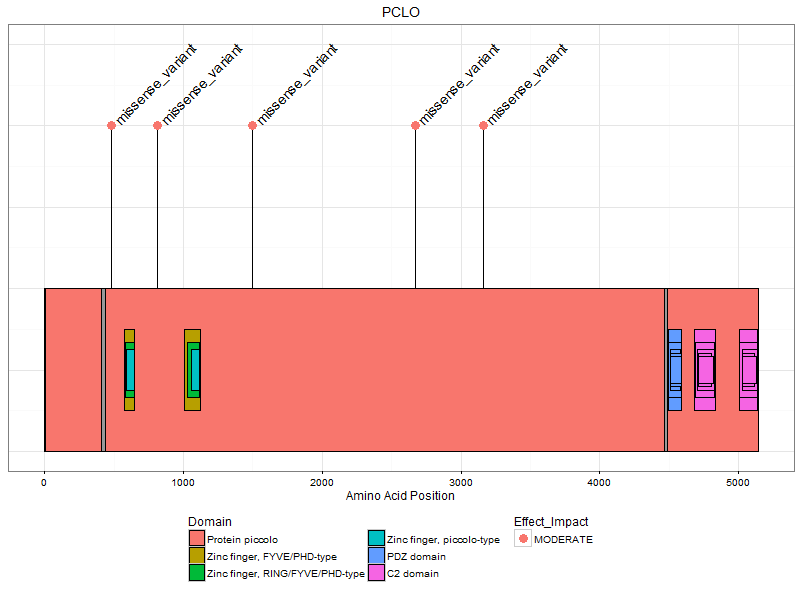 PCLO
missense_variant
missense_variant
missense_variant
missense_variant
missense_variant
0
1000
2000
3000
4000
5000
Amino Acid Position
Domain
Protein piccolo
Zinc finger, FYVE/PHD-type
Zinc finger, RING/FYVE/PHD-type
Zinc finger, piccolo-type
PDZ domain
C2 domain
Effect_Impact
MODERATE